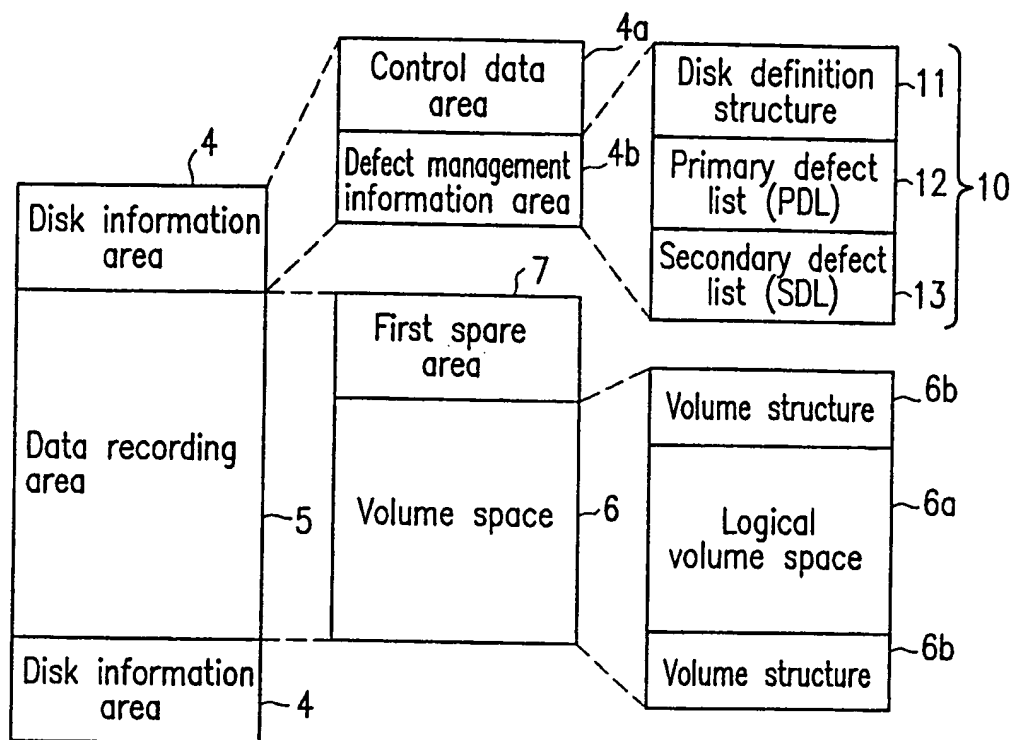 4
Disk information
area
Data recording
area
5
Disk information
area
4
4a
Control data
area
4b
Defect management
information area
7
First spare
area
Volume space
6
Disk definition
structure
11
Primary defect
list (PDL)
12
Secondary defect
list (SDL)
13
10
Volume structure
6b
Logical
volume space
6a
Volume structure
6b